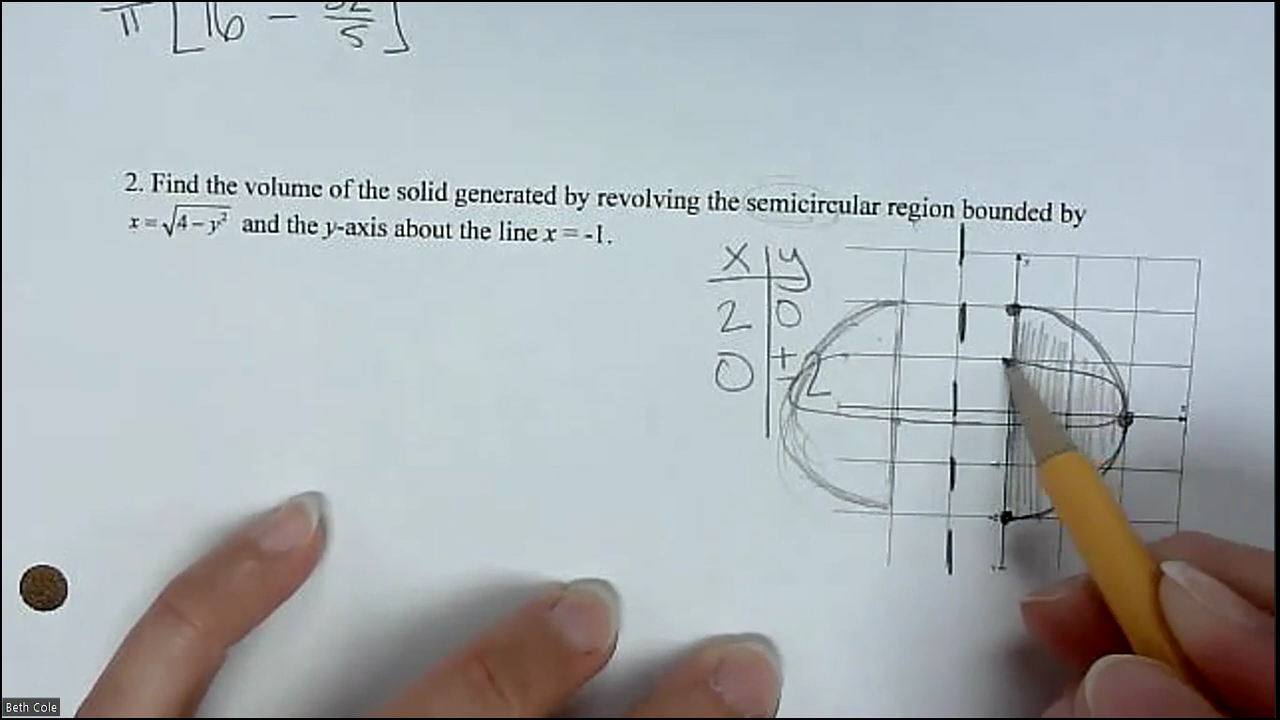 π [16 - 32/5]
2. Find the volume of the solid generated by revolving the semicircular region bounded by
x = √4 - y² and the y-axis about the line x = -1.
x | y
2 | 0
0 | ±2
Beth Cole